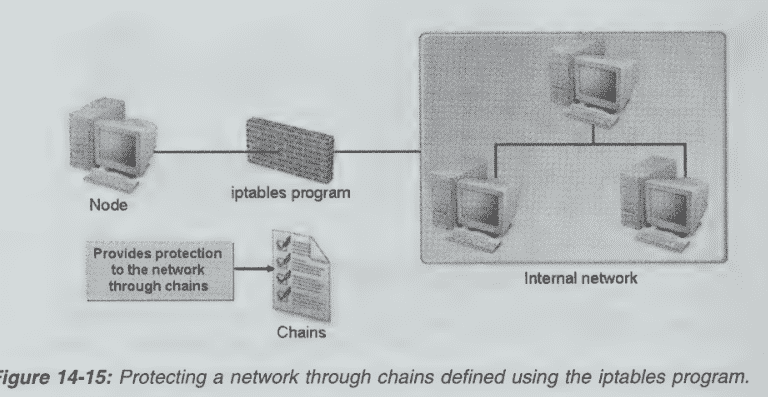 Node
iptables program
Provides protection
to the network
through chains
Chains
Internal network
Figure 14-15: Protecting a network through chains defined using the iptables program.